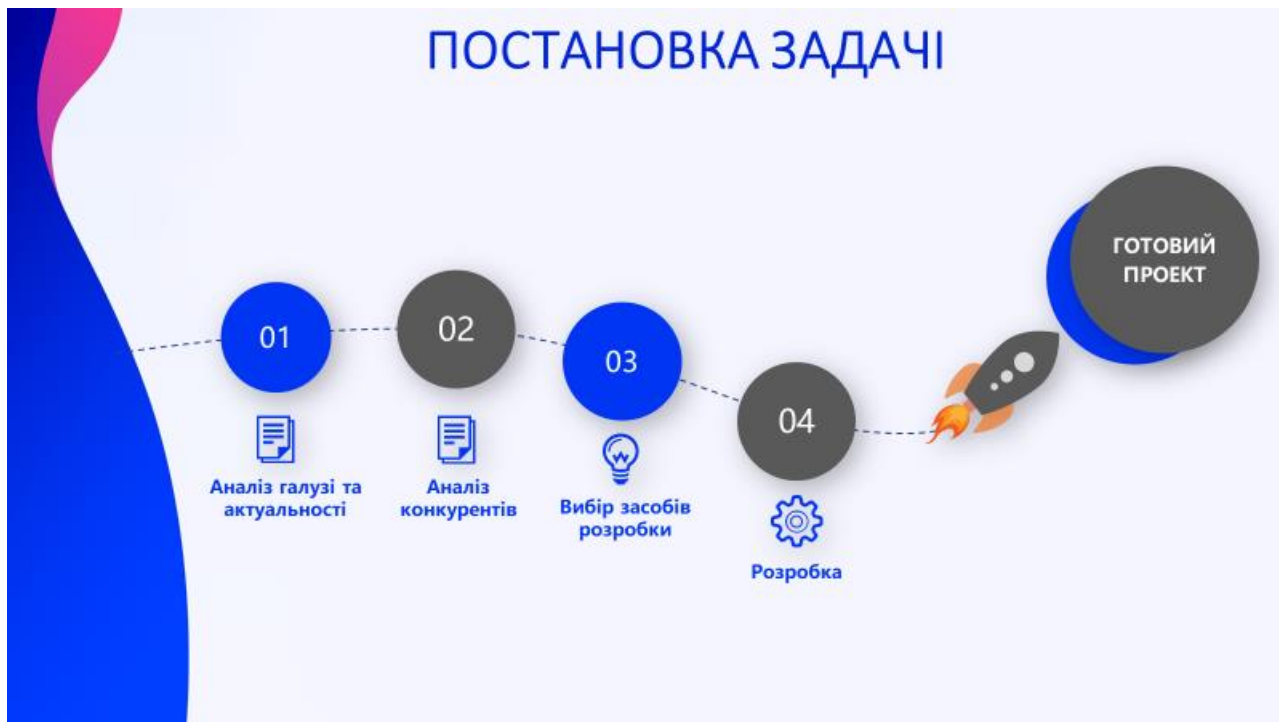 ПОСТАНОВКА ЗАДАЧІ
ГОТОВИЙ
ПРОЕКТ
01
02
03
04
Аналіз галузі та
актуальності
Аналіз
конкурентів
Вибір засобів
розробки
Розробка